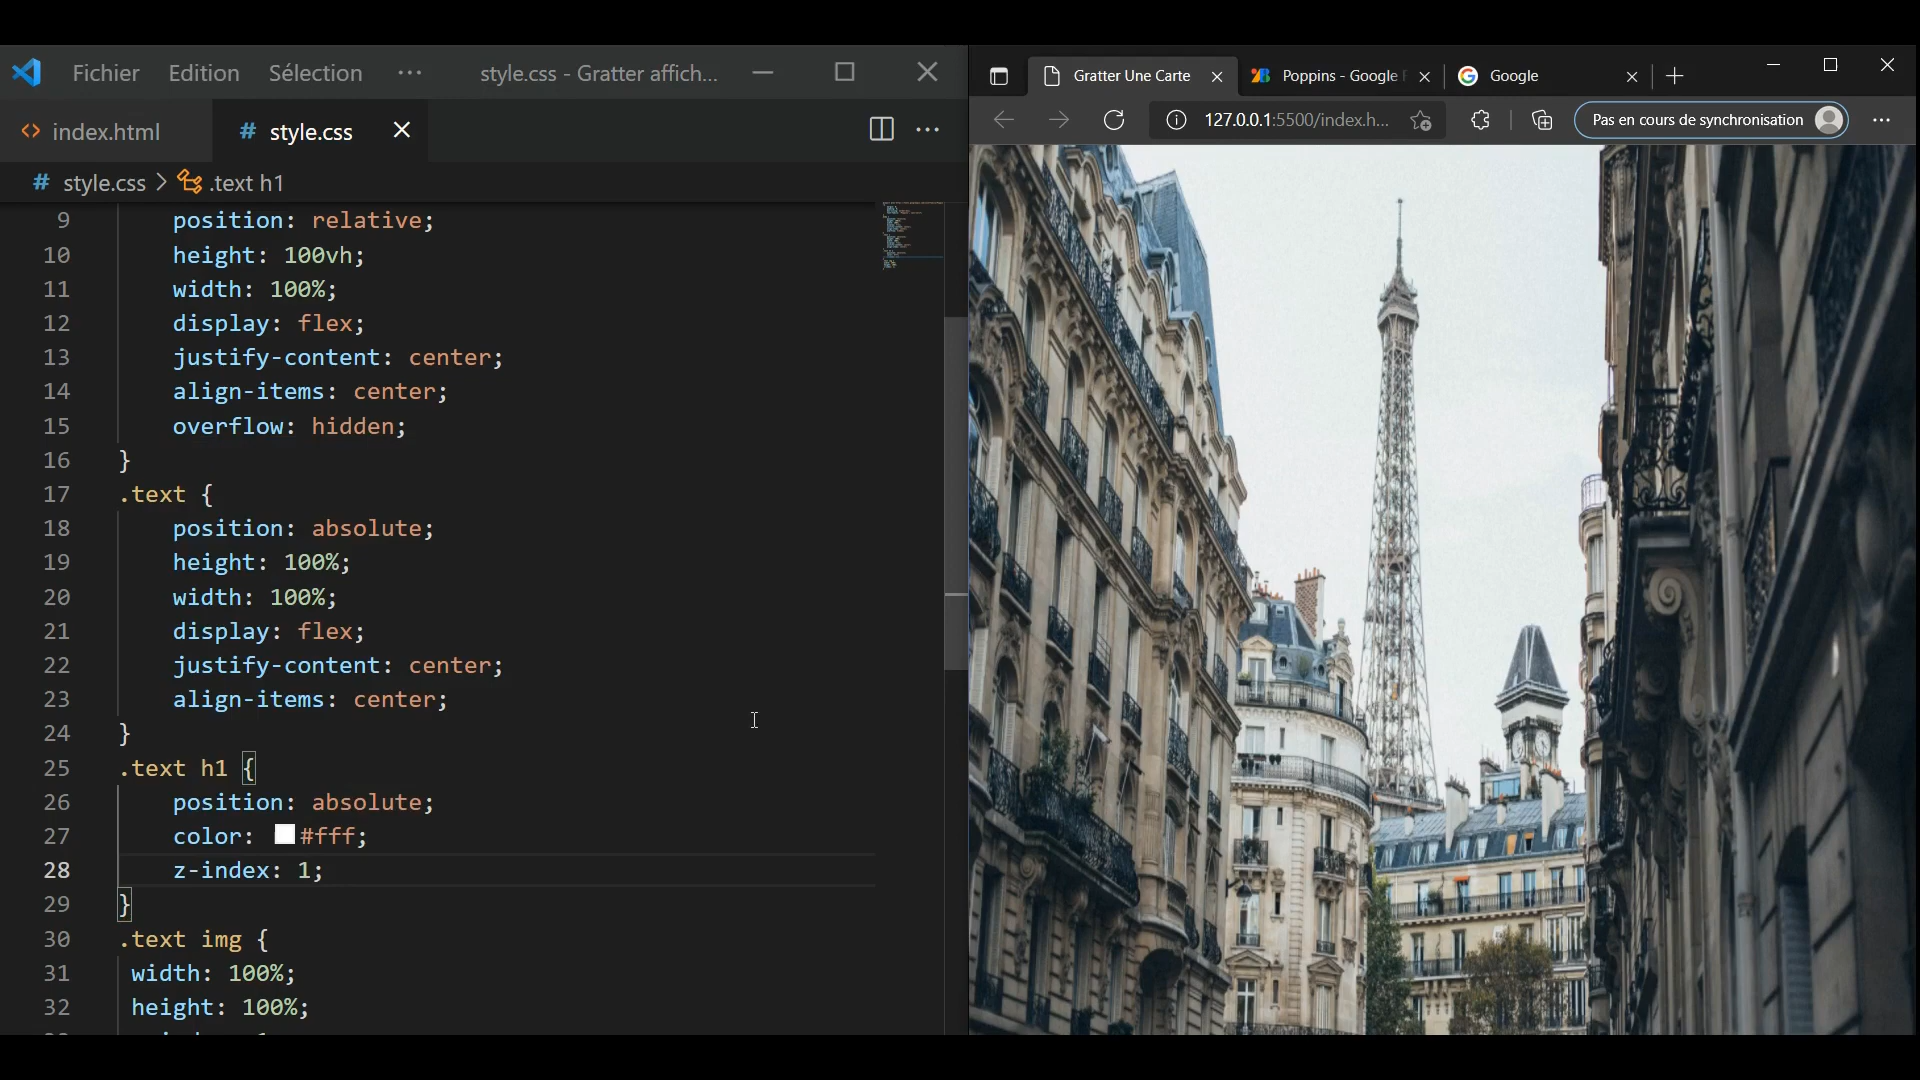 Fichier Edition Sélection ··· style.css - Gratter affich...
index.html # style.css
# style.css > .text h1
9 position: relative;
10 height: 100vh;
11 width: 100%;
12 display: flex;
13 justify-content: center;
14 align-items: center;
15 overflow: hidden;
16 }
17 .text {
18 position: absolute;
19 height: 100%;
20 width: 100%;
21 display: flex;
22 justify-content: center;
23 align-items: center;
24 }
25 .text h1 {
26 position: absolute;
27 color: #fff;
28 z-index: 1;
29 }
30 .text img {
31 width: 100%;
32 height: 100%;
Gratter Une Carte
Poppins - Google F
Google
127.0.0.1:5500/index.h...
Pas en cours de synchronisation